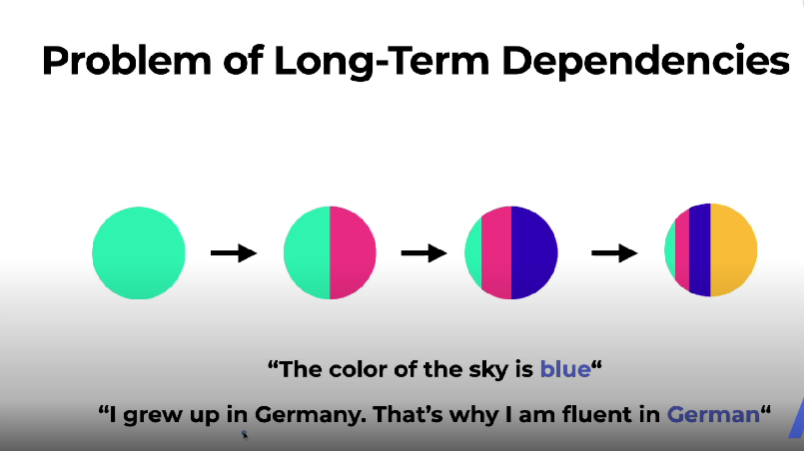 Problem of Long-Term Dependencies
“The color of the sky is blue“
“I grew up in Germany. That’s why I am fluent in German“